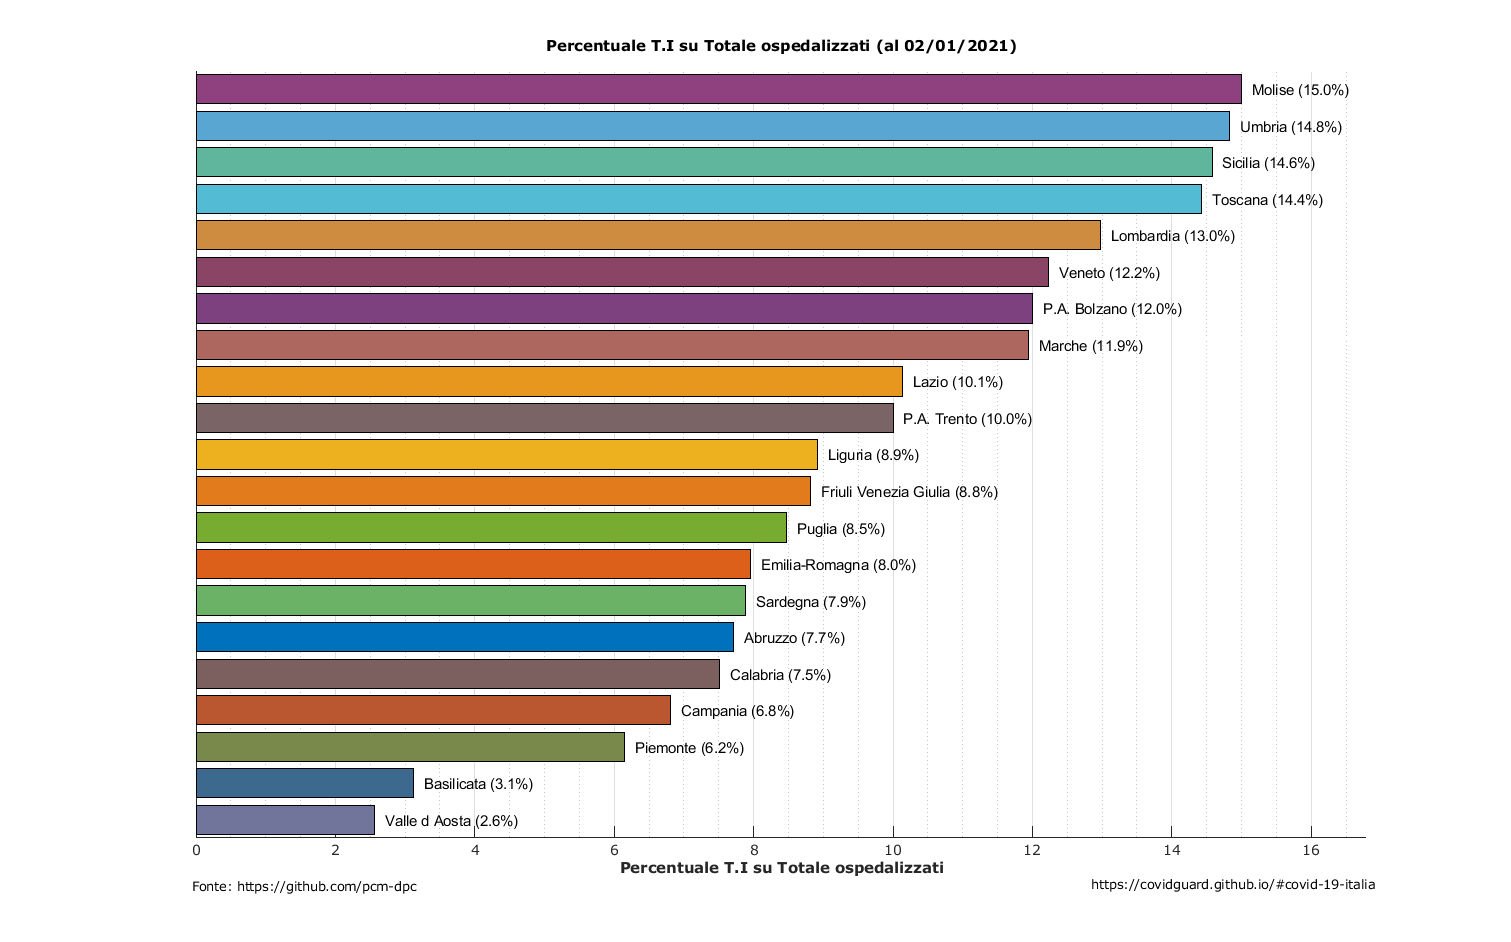 Percentuale T.I su Totale ospedalizzati (al 02/01/2021)
Molise (15.0%)
Umbria (14.8%)
Sicilia (14.6%)
Toscana (14.4%)
Lombardia (13.0%)
Veneto (12.2%)
P.A. Bolzano (12.0%)
Marche (11.9%)
Lazio (10.1%)
P.A. Trento (10.0%)
Liguria (8.9%)
Friuli Venezia Giulia (8.8%)
Puglia (8.5%)
Emilia-Romagna (8.0%)
Sardegna (7.9%)
Abruzzo (7.7%)
Calabria (7.5%)
Campania (6.8%)
Piemonte (6.2%)
Basilicata (3.1%)
Valle d Aosta (2.6%)
0 2 4 6 8 10 12 14 16
Percentuale T.I su Totale ospedalizzati
Fonte: https://github.com/pcm-dpc
https://covidguard.github.io/#covid-19-italia